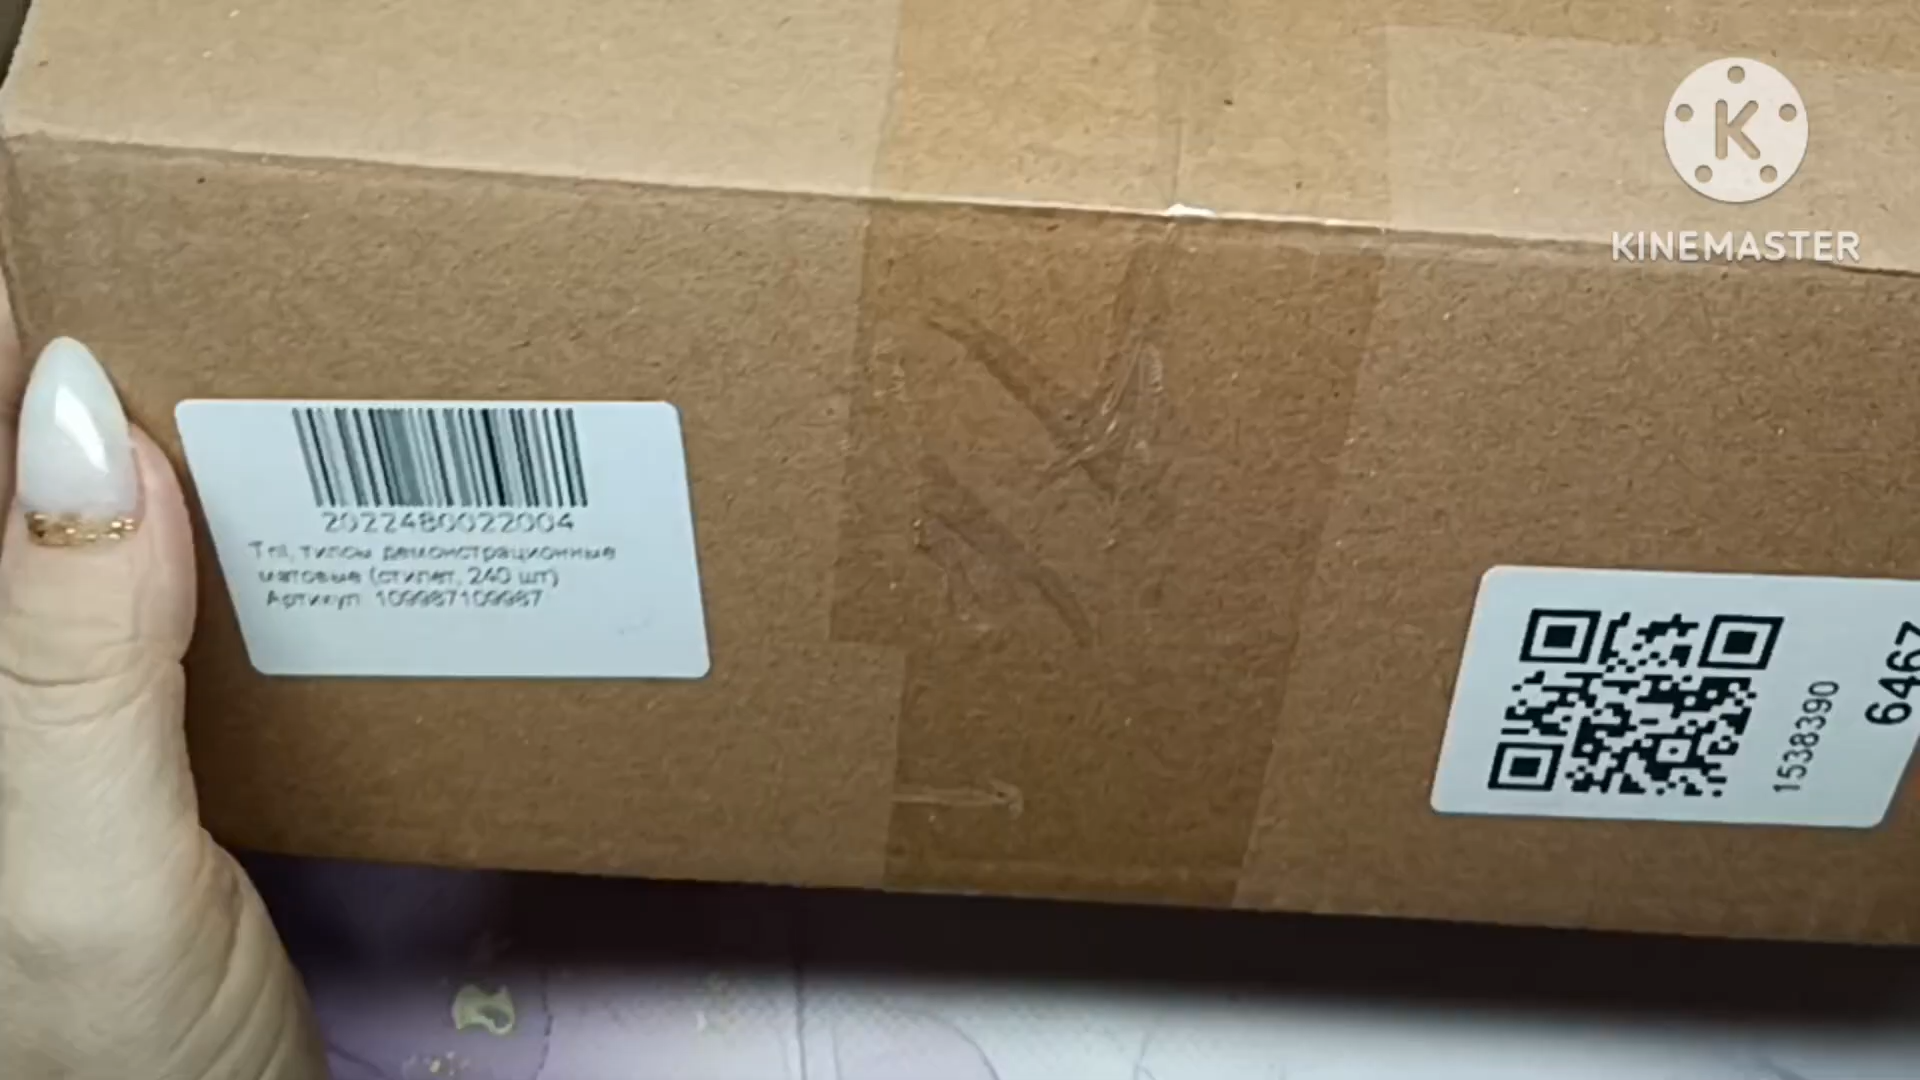 KINEMASTER
2022480022004
Tnl, типсы демонстрационные
матовые (стилет, 240 шт)
Артикул: 109987109987
1538390
6467